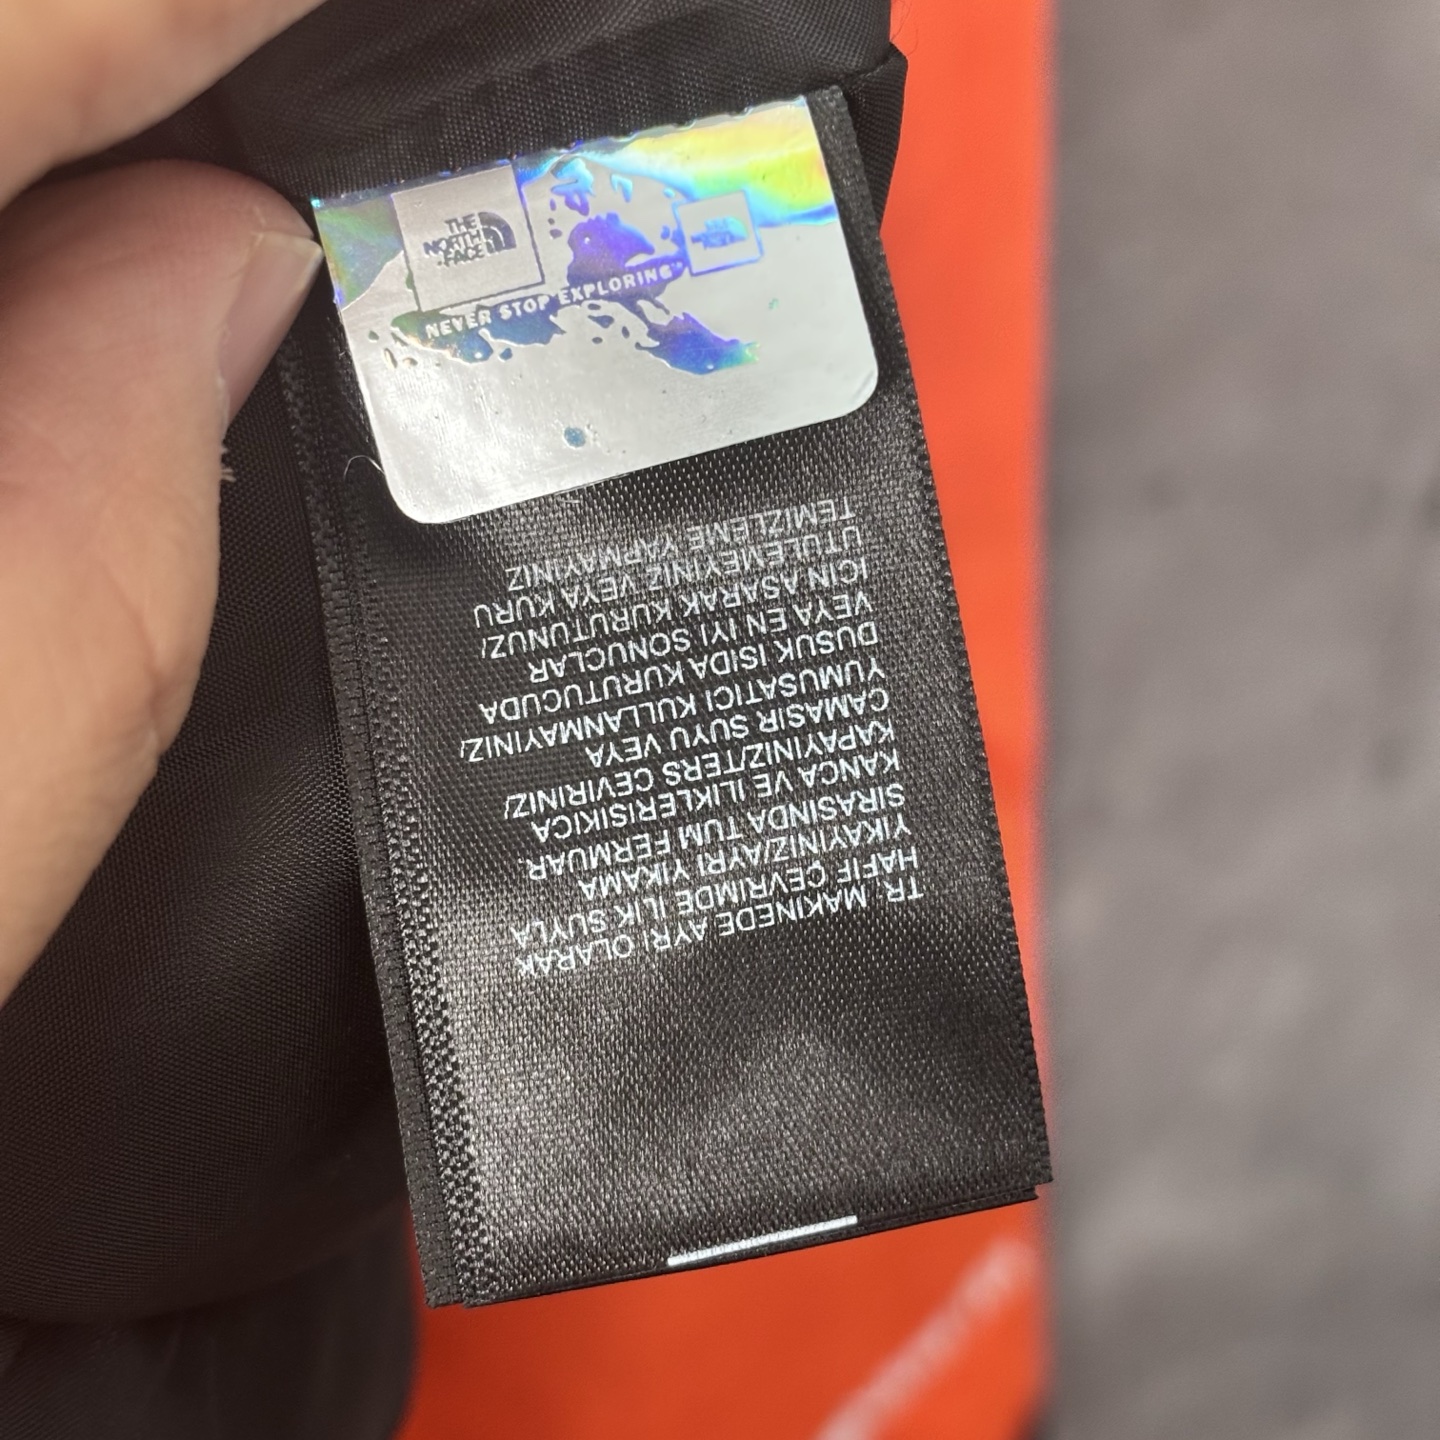 THE
NORTH
FACE
NEVER STOP EXPLORING™
TR. MAKINEDE AYRI OLARAK
HAFIF ÇEVRIMDE ILIK SUYLA
YIKAYINIZ/AYRI YIKAMA
SIRASINDA TUM FERMUAR,
KANCA VE ILIKLERISIKICA
KAPAYINIZ/TERS CEVIRINIZ/
CAMASIR SUYU VEYA
YUMUSATICI KULLANMAYINIZ/
DUSUK ISIDA KURUTUCUDA
VEYA EN IYI SONUCLAR
ICIN ASARAK KURUTUNUZ/
UTULEMEYINIZ VEYA KURU
TEMIZLEME YAPMAYINIZ